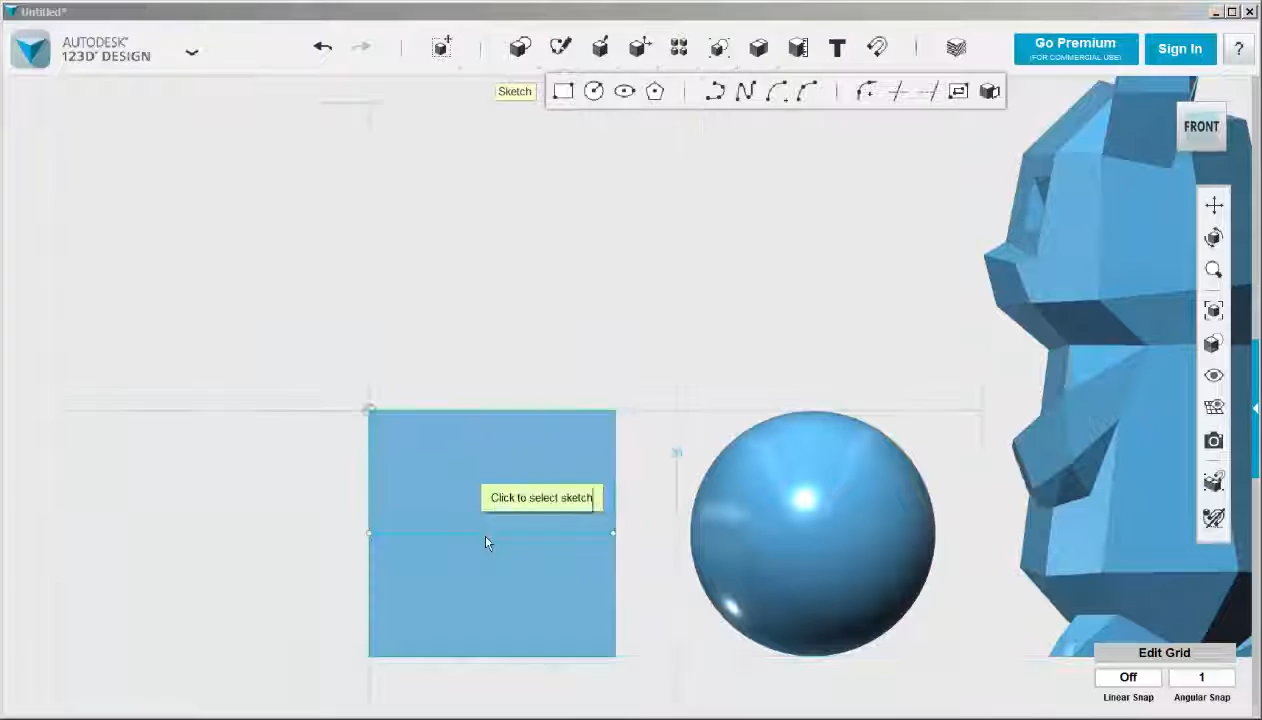 Untitled*
AUTODESK®
123D® DESIGN
Go Premium
(FOR COMMERCIAL USE)
Sign In
?
Sketch
FRONT
Click to select sketch
Edit Grid
Off
1
Linear Snap
Angular Snap